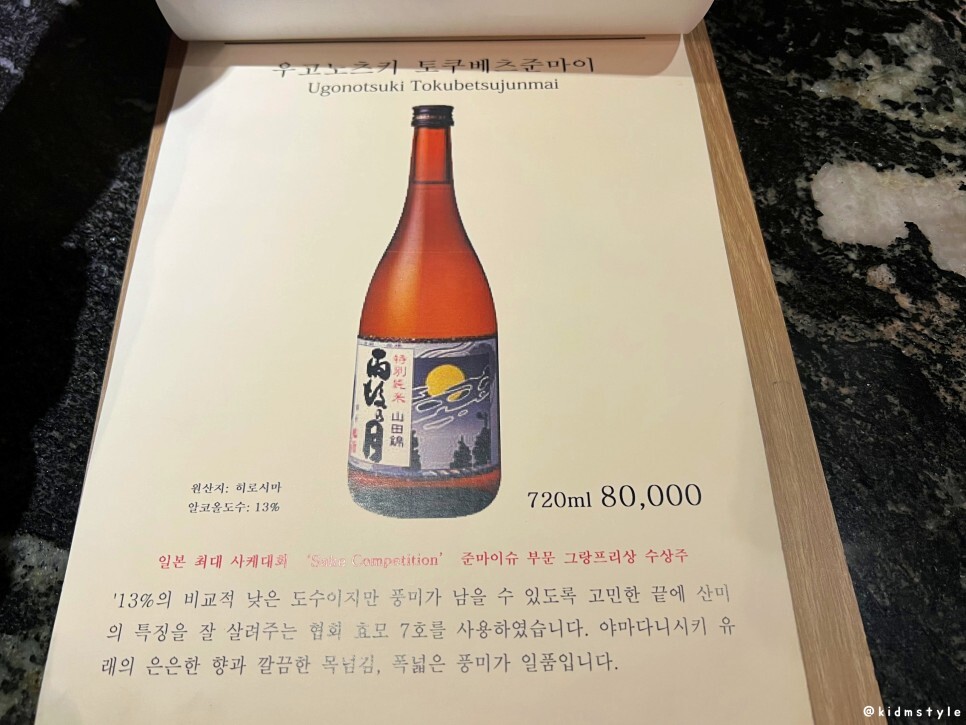 우고노츠키 토쿠베츠준마이
Ugonotsuki Tokubetsujunmai
特別純米 山田錦
雨後の月
원산지: 히로시마
알코올도수: 13%
720ml 80,000
일본 최대 사케대화 'Sake Competition' 준마이슈 부문 그랑프리상 수상주
'13%의 비교적 낮은 도수이지만 풍미가 남을 수 있도록 고민한 끝에 산미
의 특징을 잘 살려주는 협회 효모 7호를 사용하였습니다. 야마다니시키 유
래의 은은한 향과 깔끔한 목넘김, 폭넓은 풍미가 일품입니다.
@kidmstyle